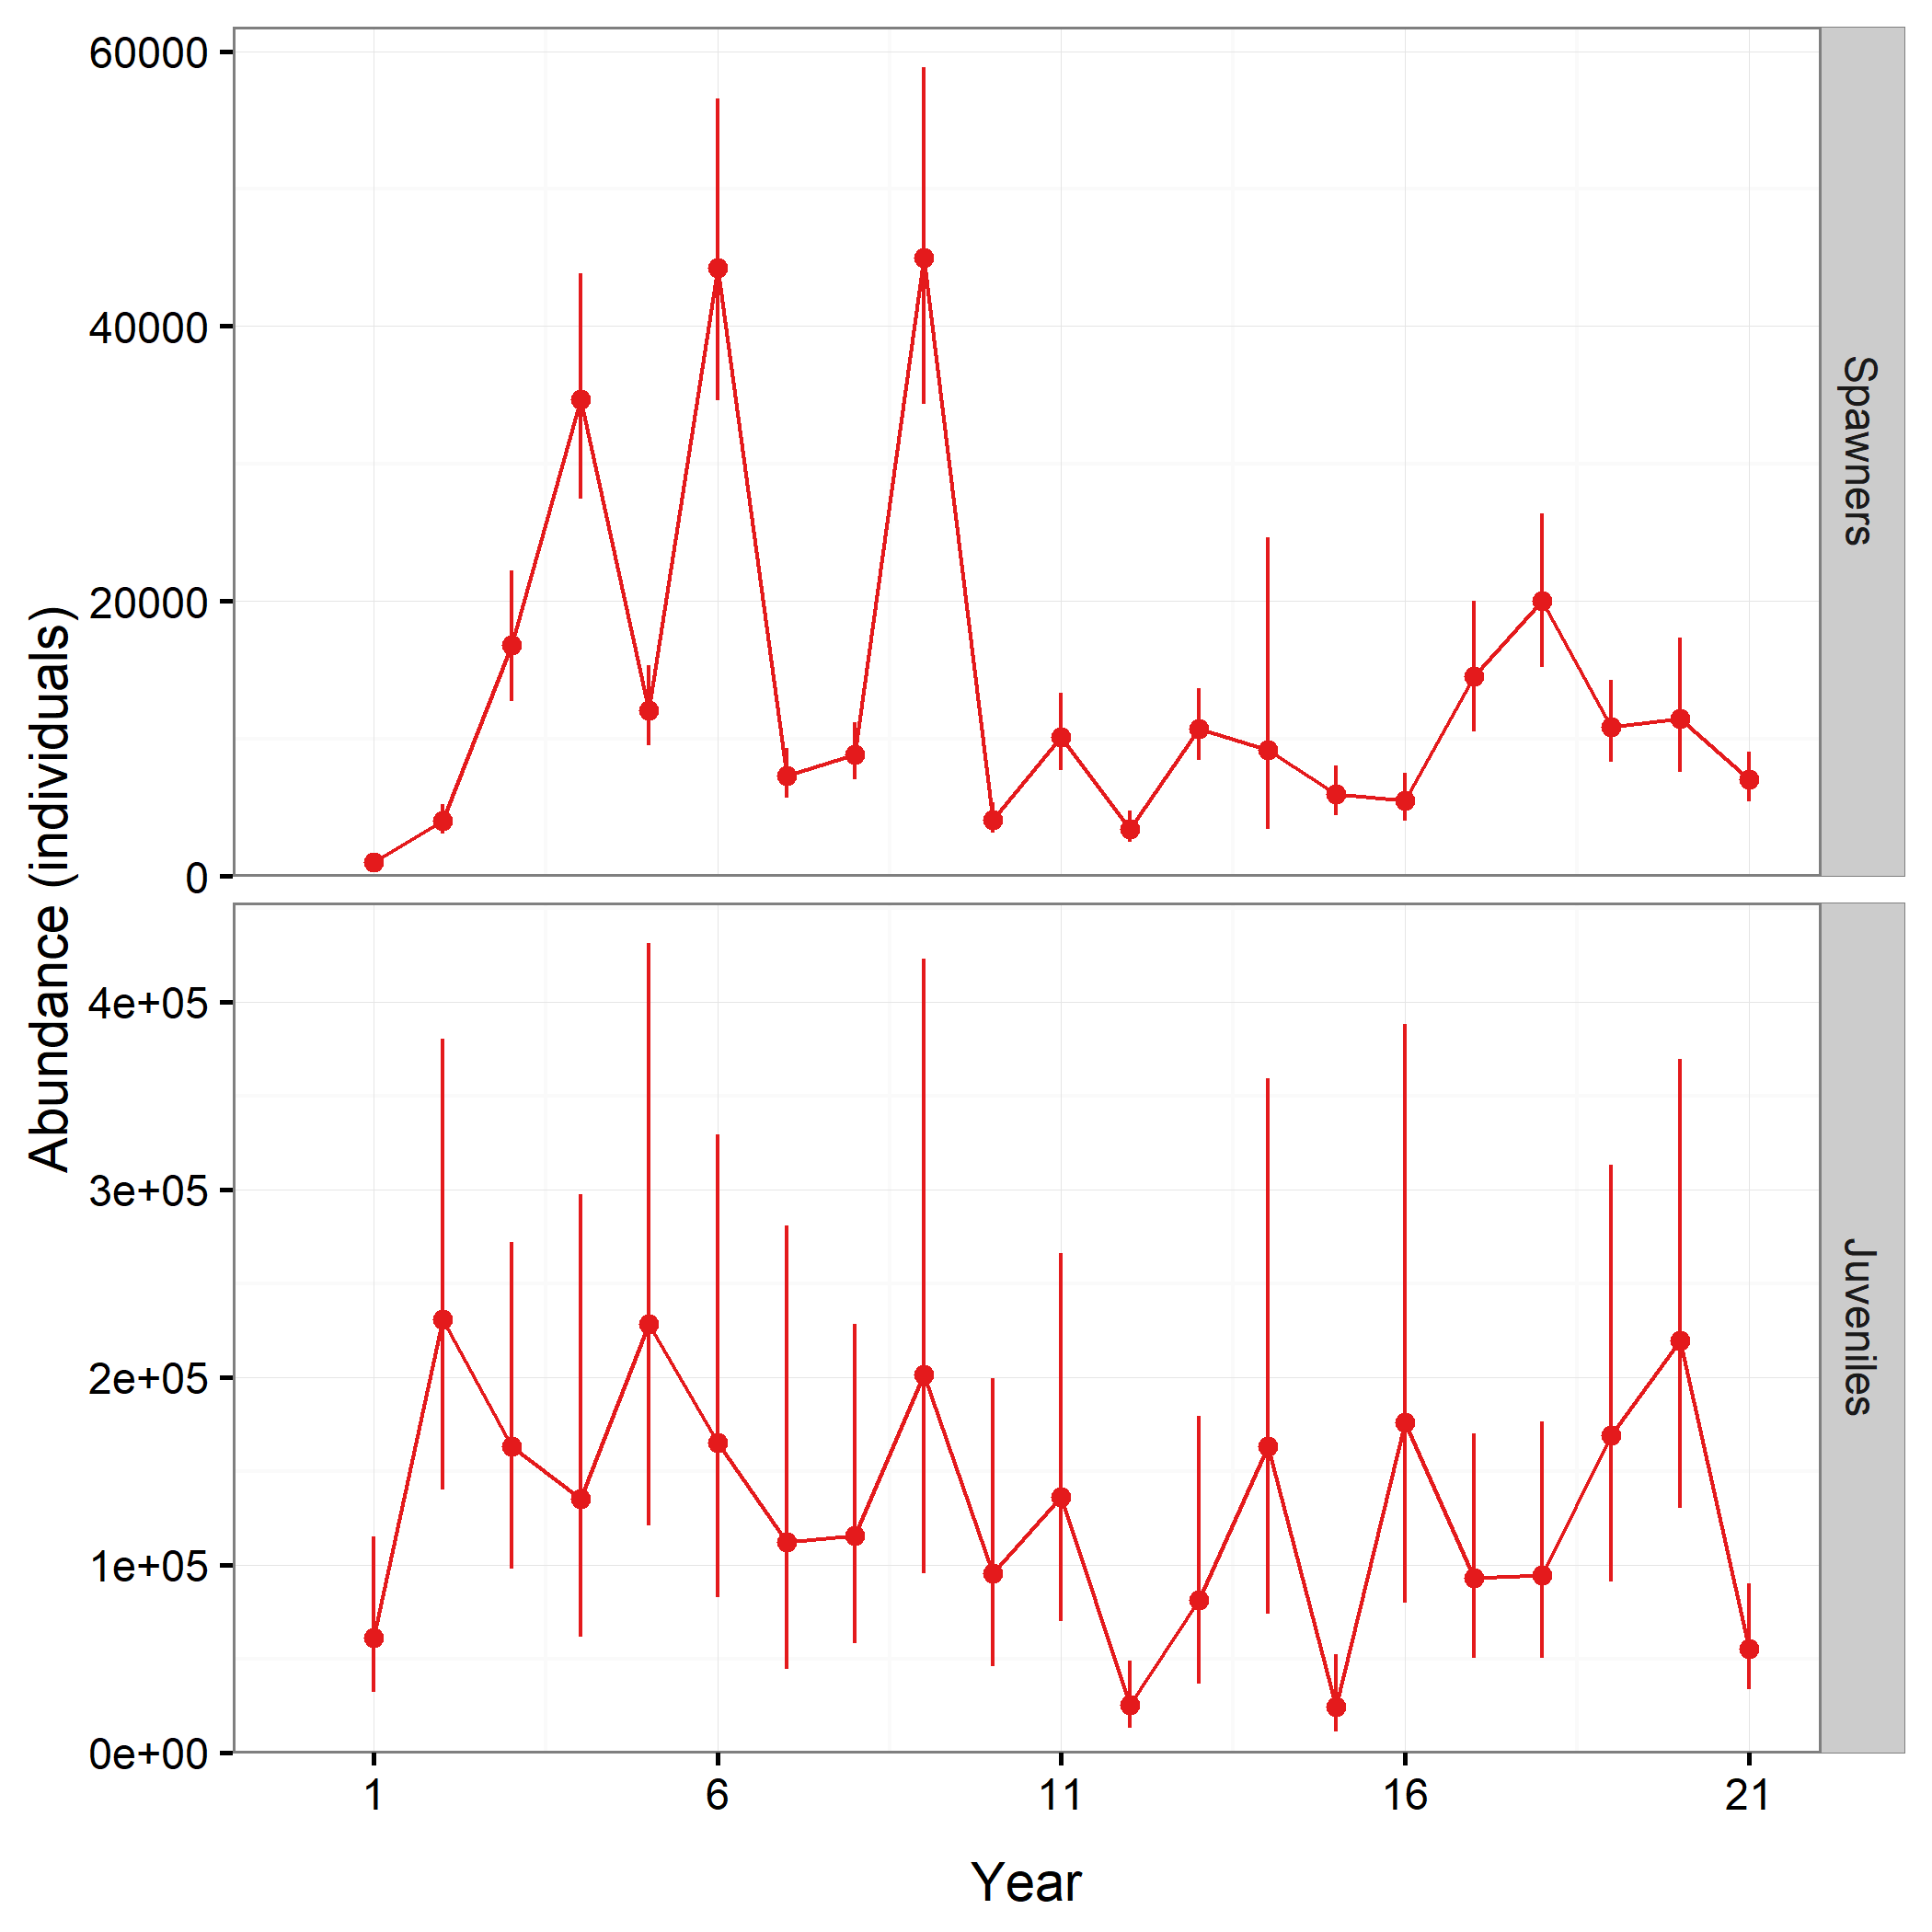 Abundance (individuals)
60000
40000
20000
0
Spawners
4e+05
3e+05
2e+05
1e+05
0e+00
Juveniles
1
6
11
16
21
Year